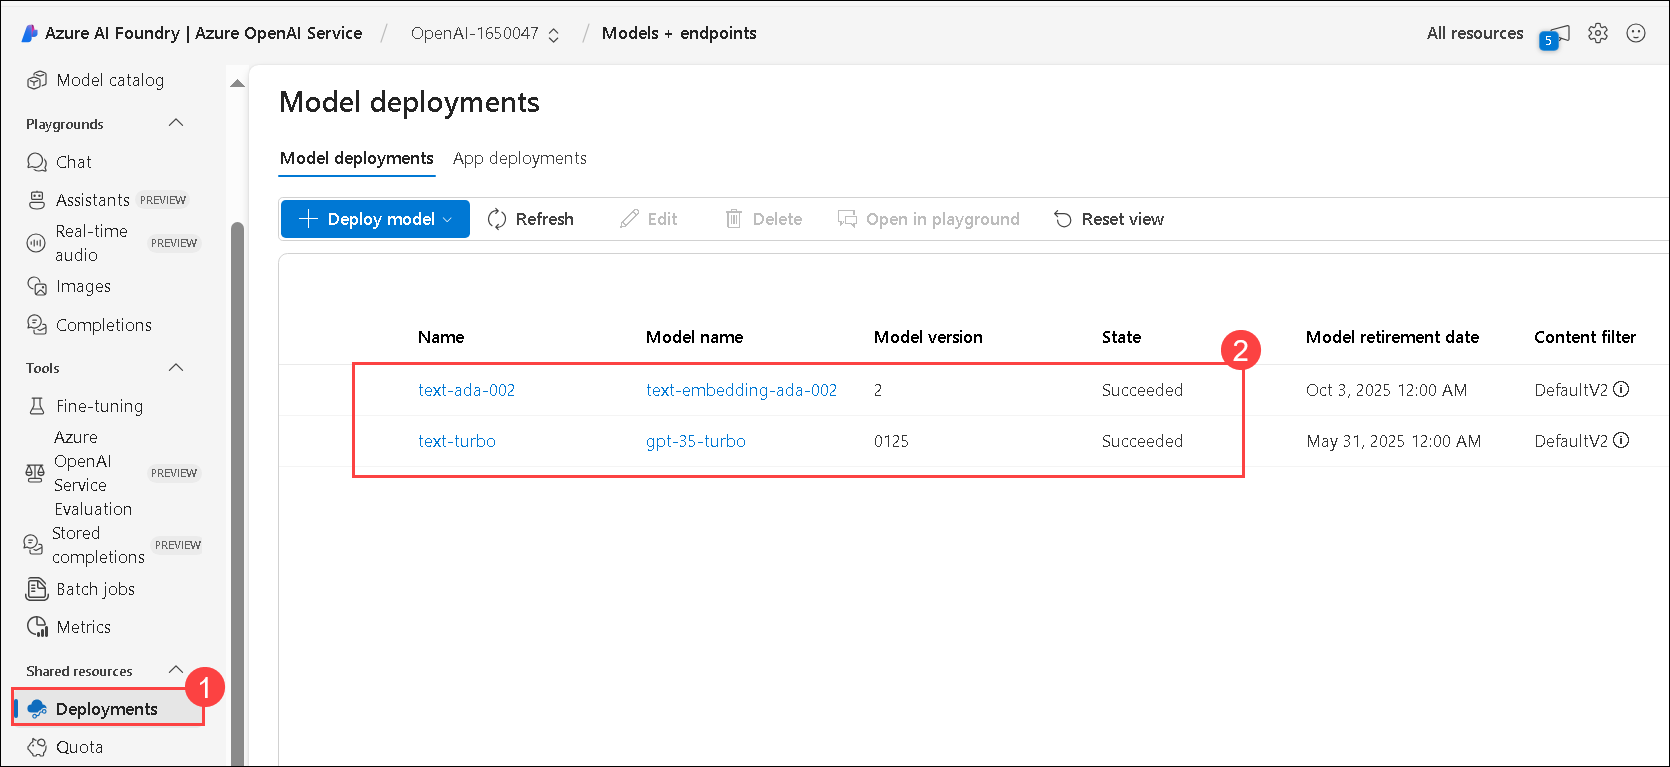 Azure AI Foundry | Azure OpenAI Service / OpenAI-1650047 / Models + endpoints
All resources 5
Model catalog
Playgrounds
Chat
Assistants PREVIEW
Real-time
audio
PREVIEW
Images
Completions
Tools
Fine-tuning
Azure
OpenAI
Service
Evaluation
PREVIEW
Stored
completions
PREVIEW
Batch jobs
Metrics
Shared resources
1
Deployments
Quota
Model deployments
Model deployments App deployments
Deploy model Refresh Edit Delete Open in playground Reset view
Name Model name Model version State Model retirement date Content filter
2
text-ada-002 text-embedding-ada-002 2 Succeeded Oct 3, 2025 12:00 AM DefaultV2
text-turbo gpt-35-turbo 0125 Succeeded May 31, 2025 12:00 AM DefaultV2